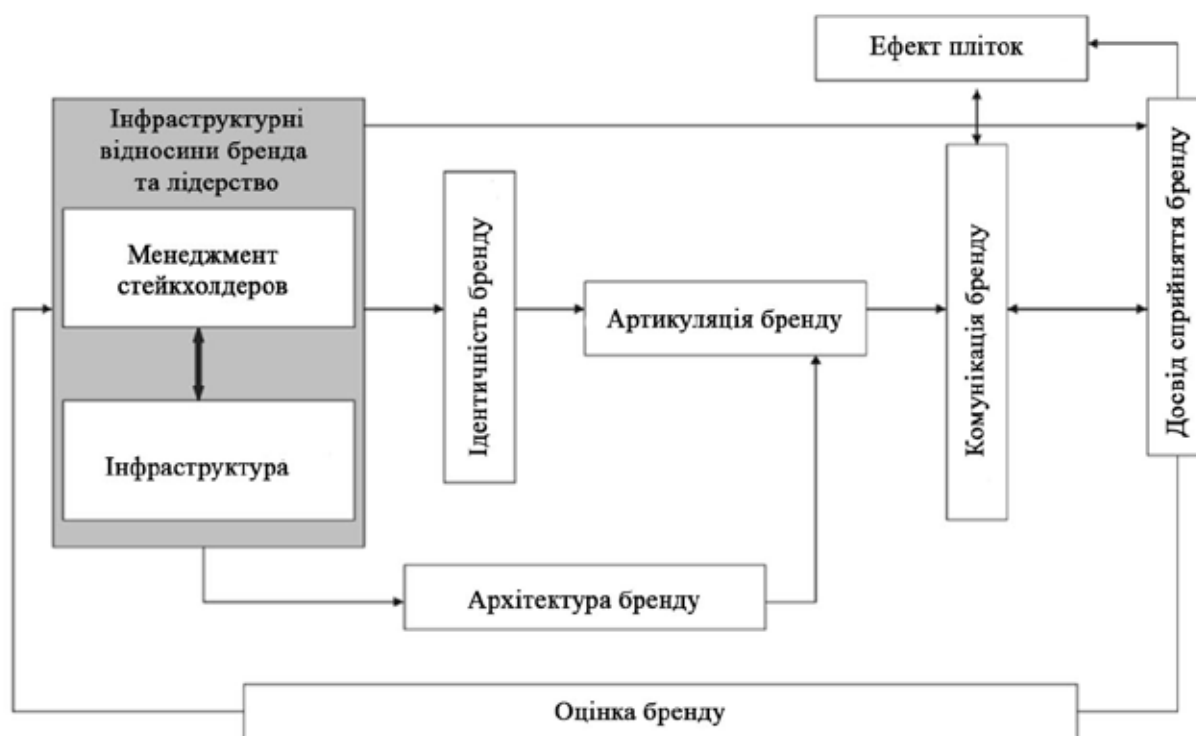 Ефект пліток
Інфраструктурні
відносини бренда
та лідерство
Менеджмент
стейкхолдеров
Інфраструктура
Ідентичність бренду
Артикуляція бренду
Комунікація бренду
Досвід сприйняття бренду
Архітектура бренду
Оцінка бренду